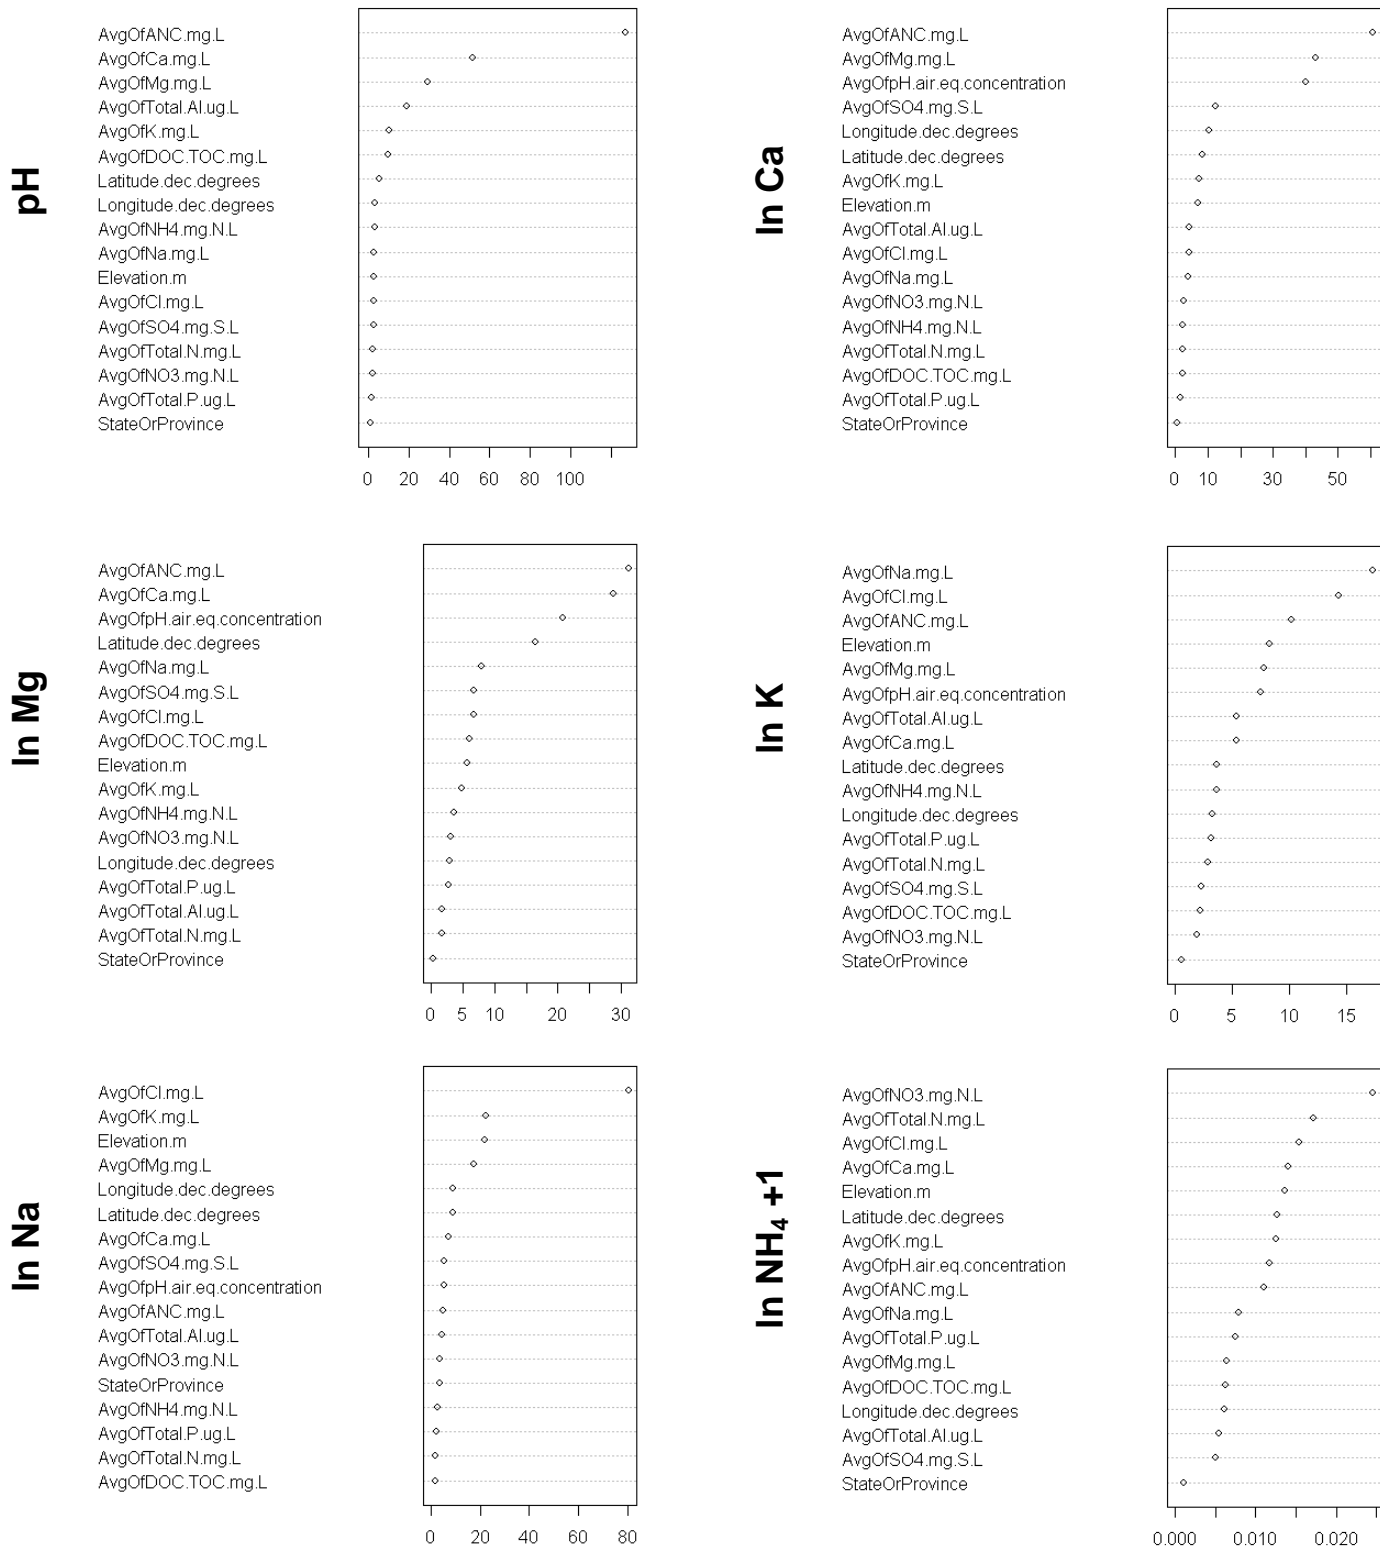 pH
AvgOfANC.mg.L
AvgOfCa.mg.L
AvgOfMg.mg.L
AvgOfTotal.Al.ug.L
AvgOfK.mg.L
AvgOfDOC.TOC.mg.L
Latitude.dec.degrees
Longitude.dec.degrees
AvgOfNH4.mg.N.L
AvgOfNa.mg.L
Elevation.m
AvgOfCl.mg.L
AvgOfSO4.mg.S.L
AvgOfTotal.N.mg.L
AvgOfNO3.mg.N.L
AvgOfTotal.P.ug.L
StateOrProvince
0 20 40 60 80 100
ln Ca
AvgOfANC.mg.L
AvgOfMg.mg.L
AvgOfpH.air.eq.concentration
AvgOfSO4.mg.S.L
Longitude.dec.degrees
Latitude.dec.degrees
AvgOfK.mg.L
Elevation.m
AvgOfTotal.Al.ug.L
AvgOfCl.mg.L
AvgOfNa.mg.L
AvgOfNO3.mg.N.L
AvgOfNH4.mg.N.L
AvgOfTotal.N.mg.L
AvgOfDOC.TOC.mg.L
AvgOfTotal.P.ug.L
StateOrProvince
0 10 30 50
ln Mg
AvgOfANC.mg.L
AvgOfCa.mg.L
AvgOfpH.air.eq.concentration
Latitude.dec.degrees
AvgOfNa.mg.L
AvgOfSO4.mg.S.L
AvgOfCl.mg.L
AvgOfDOC.TOC.mg.L
Elevation.m
AvgOfK.mg.L
AvgOfNH4.mg.N.L
AvgOfNO3.mg.N.L
Longitude.dec.degrees
AvgOfTotal.P.ug.L
AvgOfTotal.Al.ug.L
AvgOfTotal.N.mg.L
StateOrProvince
0 5 10 20 30
ln K
AvgOfNa.mg.L
AvgOfCl.mg.L
AvgOfANC.mg.L
Elevation.m
AvgOfMg.mg.L
AvgOfpH.air.eq.concentration
AvgOfTotal.Al.ug.L
AvgOfCa.mg.L
Latitude.dec.degrees
AvgOfNH4.mg.N.L
Longitude.dec.degrees
AvgOfTotal.P.ug.L
AvgOfTotal.N.mg.L
AvgOfSO4.mg.S.L
AvgOfDOC.TOC.mg.L
AvgOfNO3.mg.N.L
StateOrProvince
0 5 10 15
ln Na
AvgOfCl.mg.L
AvgOfK.mg.L
Elevation.m
AvgOfMg.mg.L
Longitude.dec.degrees
Latitude.dec.degrees
AvgOfCa.mg.L
AvgOfSO4.mg.S.L
AvgOfpH.air.eq.concentration
AvgOfANC.mg.L
AvgOfTotal.Al.ug.L
AvgOfNO3.mg.N.L
StateOrProvince
AvgOfNH4.mg.N.L
AvgOfTotal.P.ug.L
AvgOfTotal.N.mg.L
AvgOfDOC.TOC.mg.L
0 20 40 60 80
ln NH₄ +1
AvgOfNO3.mg.N.L
AvgOfTotal.N.mg.L
AvgOfCl.mg.L
AvgOfCa.mg.L
Elevation.m
Latitude.dec.degrees
AvgOfK.mg.L
AvgOfpH.air.eq.concentration
AvgOfANC.mg.L
AvgOfNa.mg.L
AvgOfTotal.P.ug.L
AvgOfMg.mg.L
AvgOfDOC.TOC.mg.L
Longitude.dec.degrees
AvgOfTotal.Al.ug.L
AvgOfSO4.mg.S.L
StateOrProvince
0.000 0.010 0.020